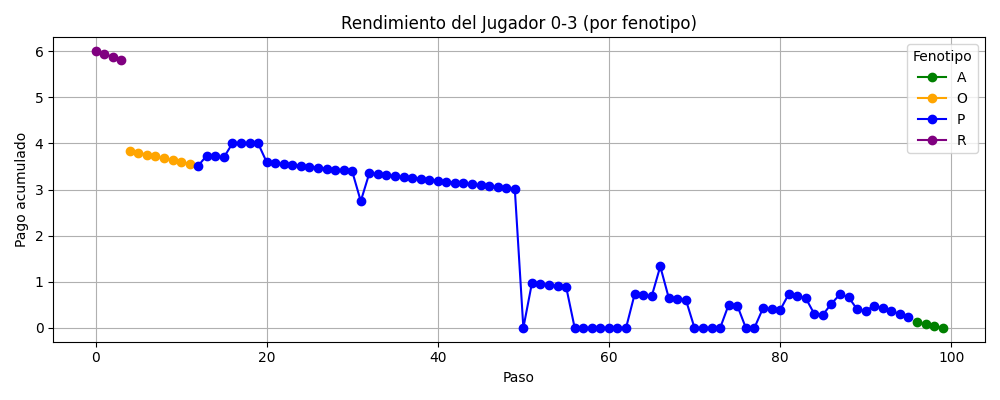 Rendimiento del Jugador 0-3 (por fenotipo)
Pago acumulado
6
5
4
3
2
1
0
Fenotipo
A
O
P
R
0 20 40 60 80 100
Paso